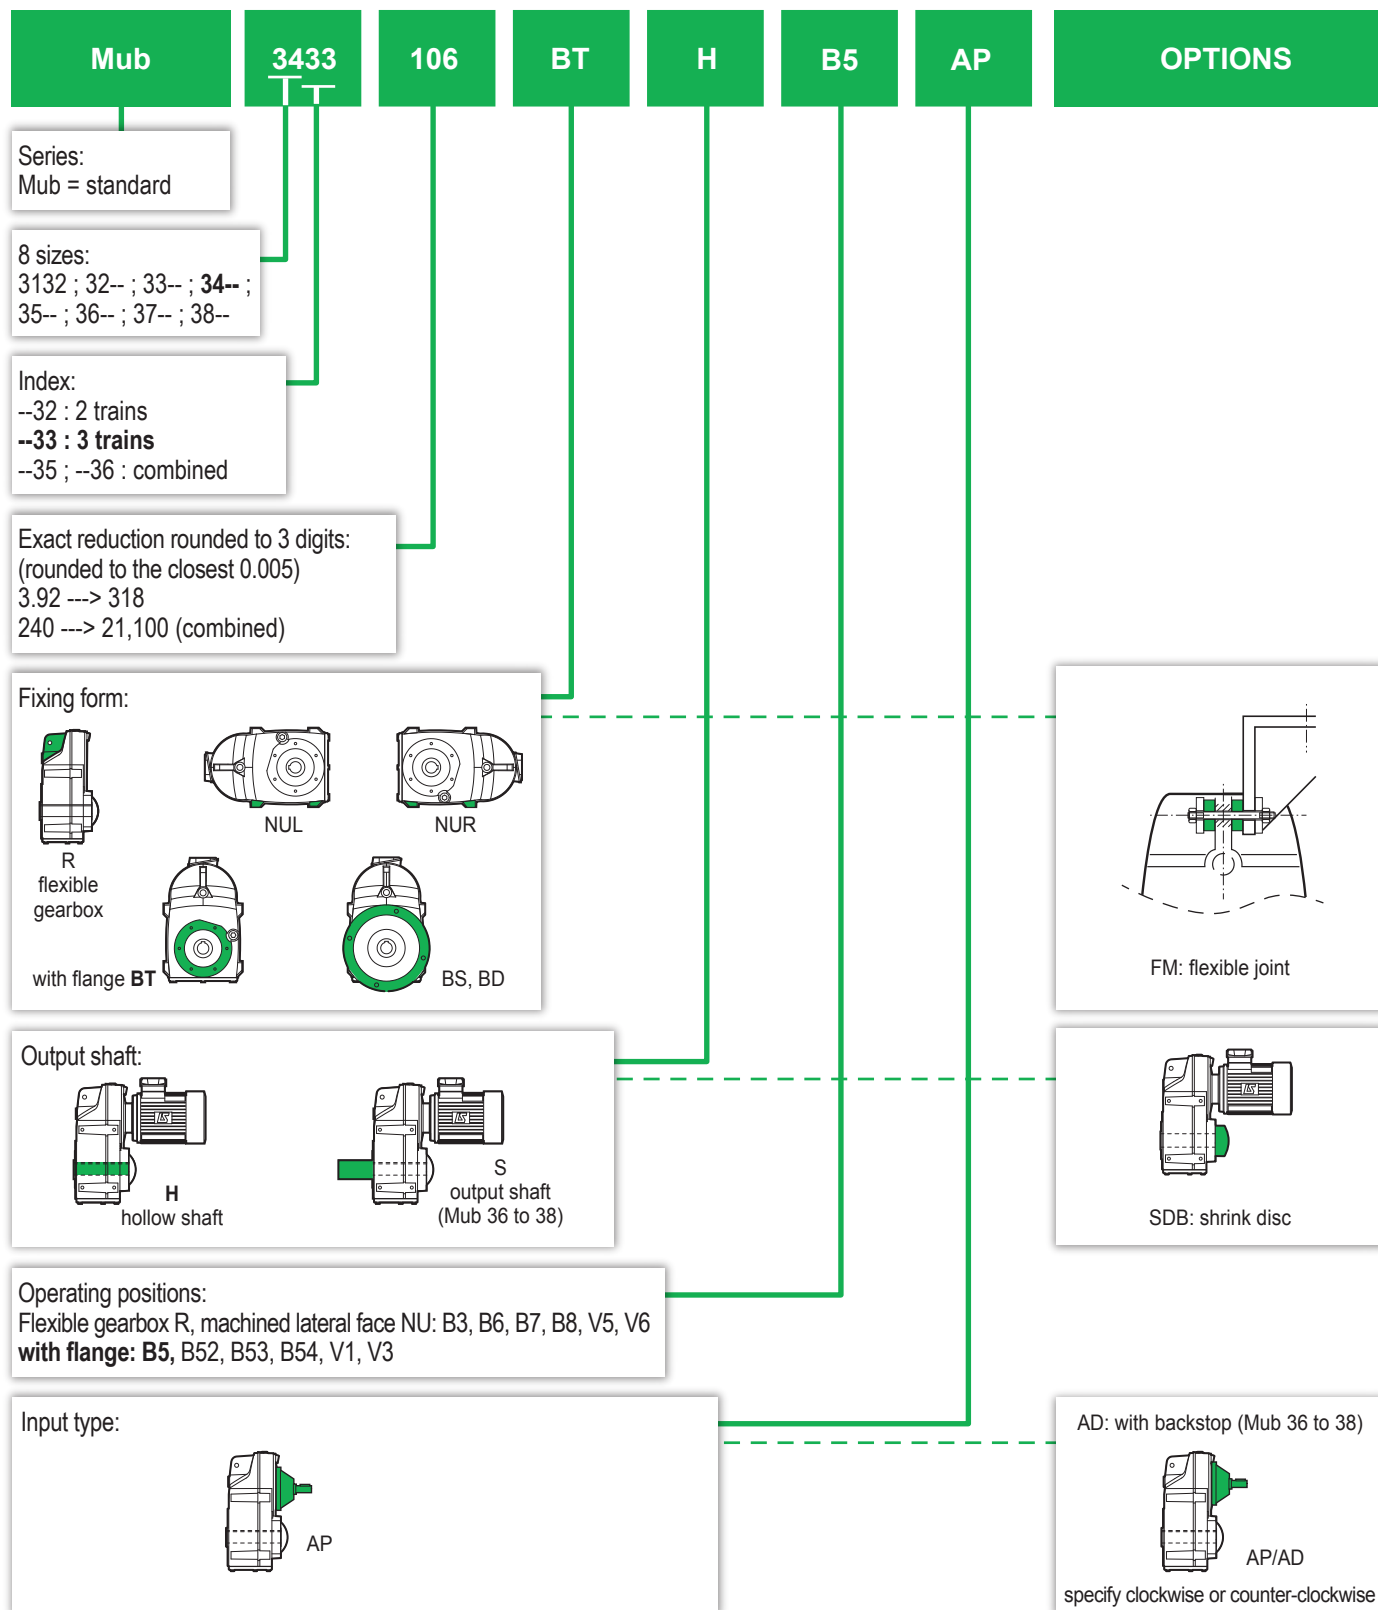 Mub 3433 106 BT H B5 AP OPTIONS
Series:
Mub = standard
8 sizes:
3132 ; 32-- ; 33-- ; 34-- ;
35-- ; 36-- ; 37-- ; 38--
Index:
--32 : 2 trains
--33 : 3 trains
--35 ; --36 : combined
Exact reduction rounded to 3 digits:
(rounded to the closest 0.005)
3.92 ---> 318
240 ---> 21,100 (combined)
Fixing form:
NUL
NUR
R
flexible
gearbox
with flange BT
BS, BD
FM: flexible joint
Output shaft:
H
hollow shaft
S
output shaft
(Mub 36 to 38)
SDB: shrink disc
Operating positions:
Flexible gearbox R, machined lateral face NU: B3, B6, B7, B8, V5, V6
with flange: B5, B52, B53, B54, V1, V3
Input type:
AP
AD: with backstop (Mub 36 to 38)
AP/AD
specify clockwise or counter-clockwise